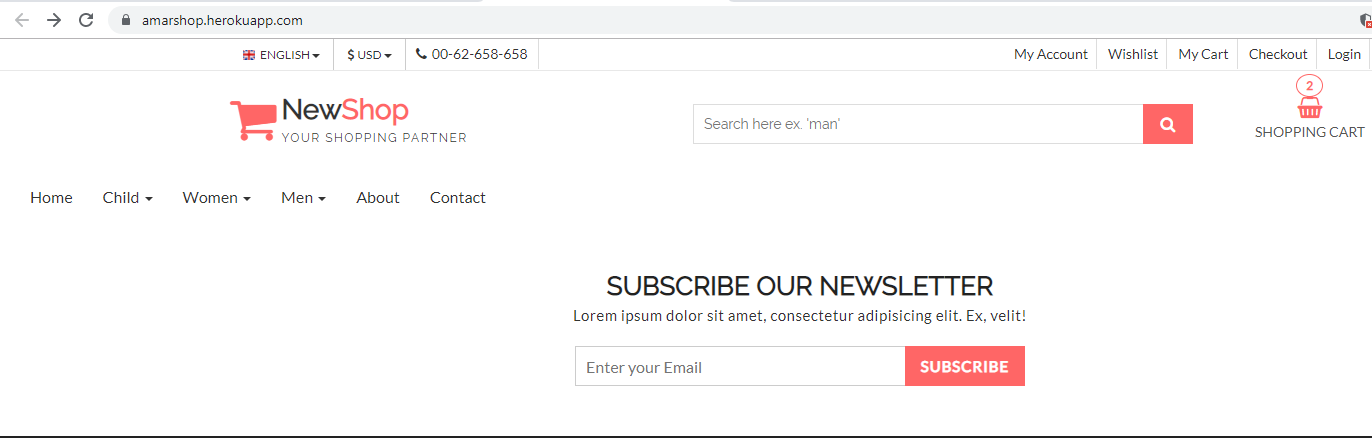 amarshop.herokuapp.com
ENGLISH $ USD 00-62-658-658 My Account Wishlist My Cart Checkout Login
2
NewShop
YOUR SHOPPING PARTNER
Search here ex. 'man'
SHOPPING CART
Home Child Women Men About Contact
SUBSCRIBE OUR NEWSLETTER
Lorem ipsum dolor sit amet, consectetur adipisicing elit. Ex, velit!
Enter your Email SUBSCRIBE